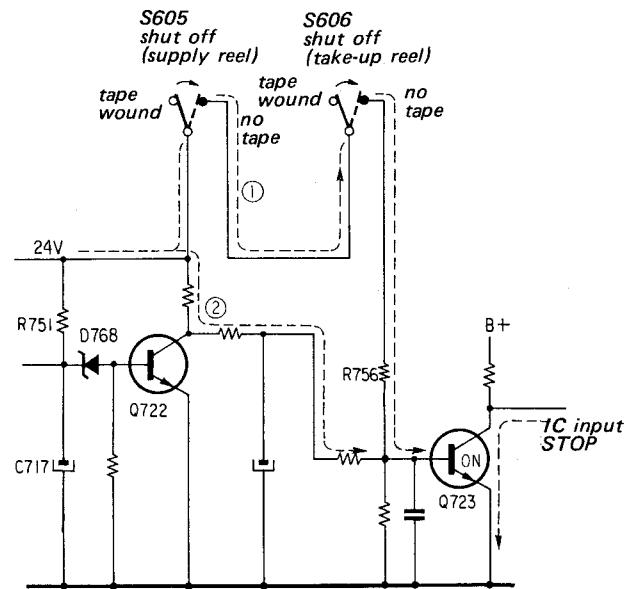 S605
shut off
(supply reel)
S606
shut off
(take-up reel)
tape
wound
no
tape
tape
wound
no
tape
①
24V
②
R751
D768
Q722
C717
R756
B+
IC input
STOP
ON
Q723